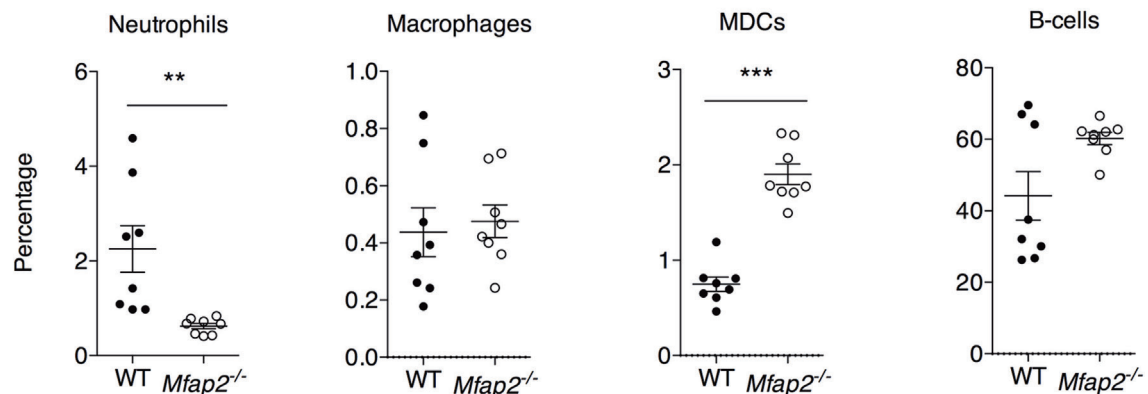 Neutrophils
Macrophages
MDCs
B-cells
Percentage
6
4
2
0
**
WT
Mfap2-/-
1.0
0.8
0.6
0.4
0.2
0.0
WT
Mfap2-/-
3
2
1
0
***
WT
Mfap2-/-
80
60
40
20
0
WT
Mfap2-/-